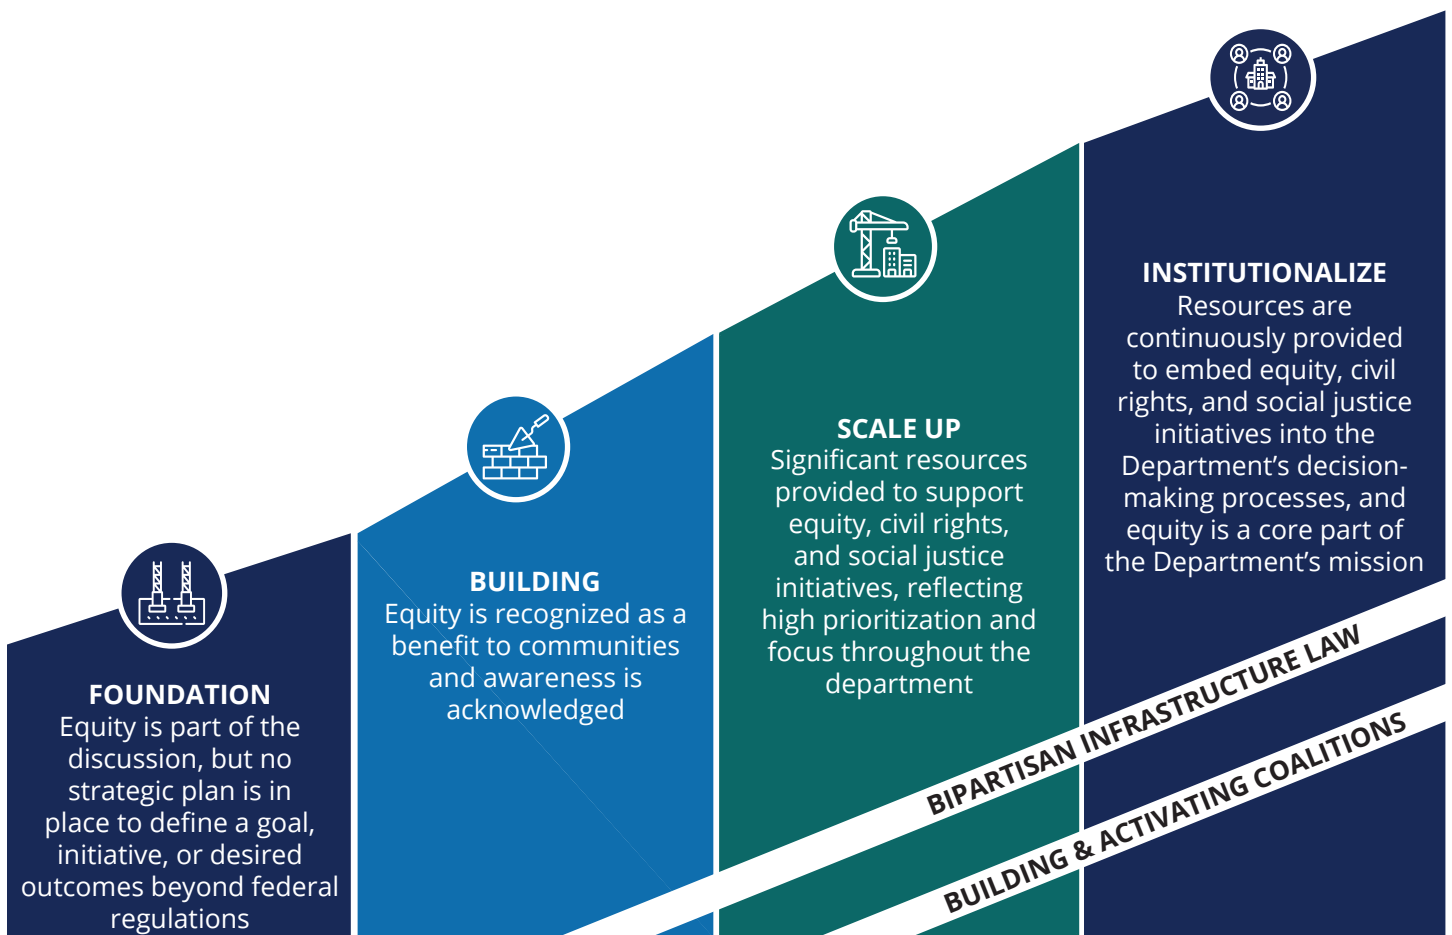 FOUNDATION
Equity is part of the
discussion, but no
strategic plan is in
place to define a goal,
initiative, or desired
outcomes beyond federal
regulations
BUILDING
Equity is recognized as a
benefit to communities
and awareness is
acknowledged
SCALE UP
Significant resources
provided to support
equity, civil rights,
and social justice
initiatives, reflecting
high prioritization and
focus throughout the
department
INSTITUTIONALIZE
Resources are
continuously provided
to embed equity, civil
rights, and social justice
initiatives into the
Department’s decision-
making processes, and
equity is a core part of
the Department’s mission
BIPARTISAN INFRASTRUCTURE LAW
BUILDING & ACTIVATING COALITIONS